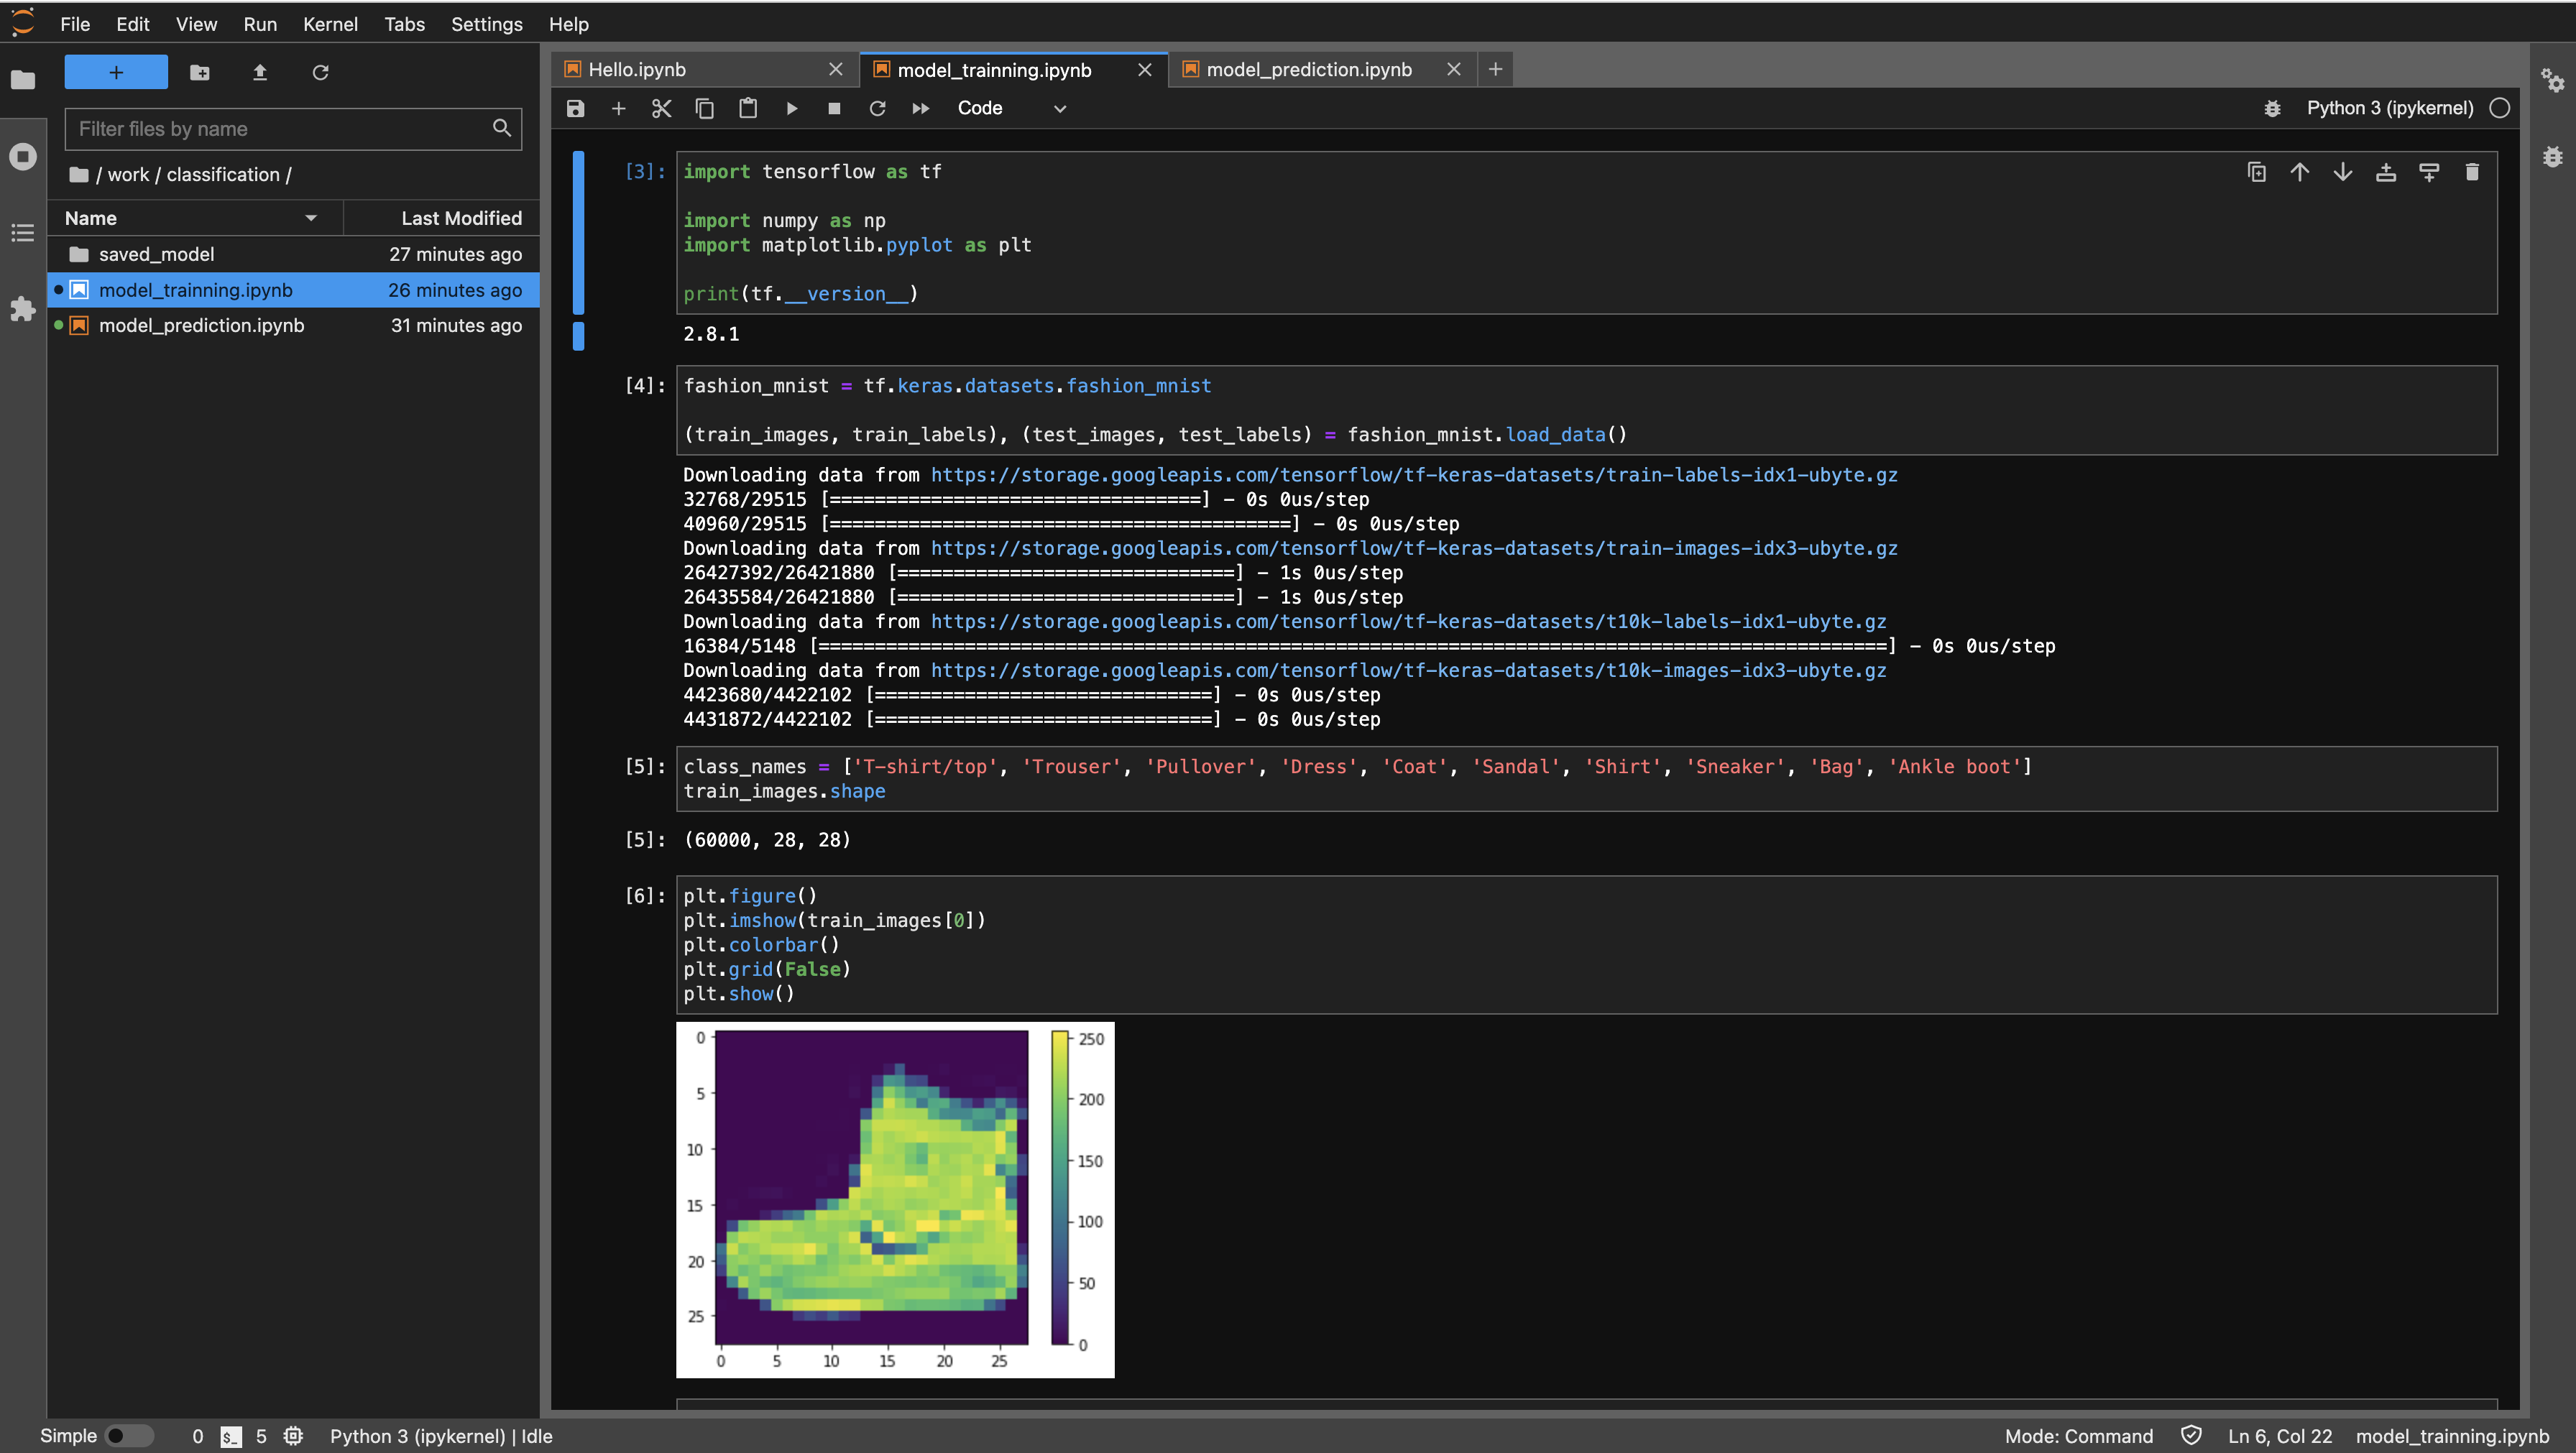 File Edit View Run Kernel Tabs Settings Help
Filter files by name
/ work / classification /
Name Last Modified
saved_model 27 minutes ago
model_trainning.ipynb 26 minutes ago
model_prediction.ipynb 31 minutes ago
Hello.ipynb model_trainning.ipynb model_prediction.ipynb
Code Python 3 (ipykernel)
[3]: import tensorflow as tf
import numpy as np
import matplotlib.pyplot as plt
print(tf.__version__)
2.8.1
[4]: fashion_mnist = tf.keras.datasets.fashion_mnist
(train_images, train_labels), (test_images, test_labels) = fashion_mnist.load_data()
Downloading data from https://storage.googleapis.com/tensorflow/tf-keras-datasets/train-labels-idx1-ubyte.gz
32768/29515 [=================================] - 0s 0us/step
40960/29515 [=========================================] - 0s 0us/step
Downloading data from https://storage.googleapis.com/tensorflow/tf-keras-datasets/train-images-idx3-ubyte.gz
26427392/26421880 [==============================] - 1s 0us/step
26435584/26421880 [==============================] - 1s 0us/step
Downloading data from https://storage.googleapis.com/tensorflow/tf-keras-datasets/t10k-labels-idx1-ubyte.gz
16384/5148 [===============================================================================================] - 0s 0us/step
Downloading data from https://storage.googleapis.com/tensorflow/tf-keras-datasets/t10k-images-idx3-ubyte.gz
4423680/4422102 [==============================] - 0s 0us/step
4431872/4422102 [==============================] - 0s 0us/step
[5]: class_names = ['T-shirt/top', 'Trouser', 'Pullover', 'Dress', 'Coat', 'Sandal', 'Shirt', 'Sneaker', 'Bag', 'Ankle boot']
train_images.shape
[5]: (60000, 28, 28)
[6]: plt.figure()
plt.imshow(train_images[0])
plt.colorbar()
plt.grid(False)
plt.show()
0
5
10
15
20
25
0 5 10 15 20 25
250
200
150
100
50
0
Simple 0 $_ 5 Python 3 (ipykernel) | Idle Mode: Command Ln 6, Col 22 model_trainning.ipynb